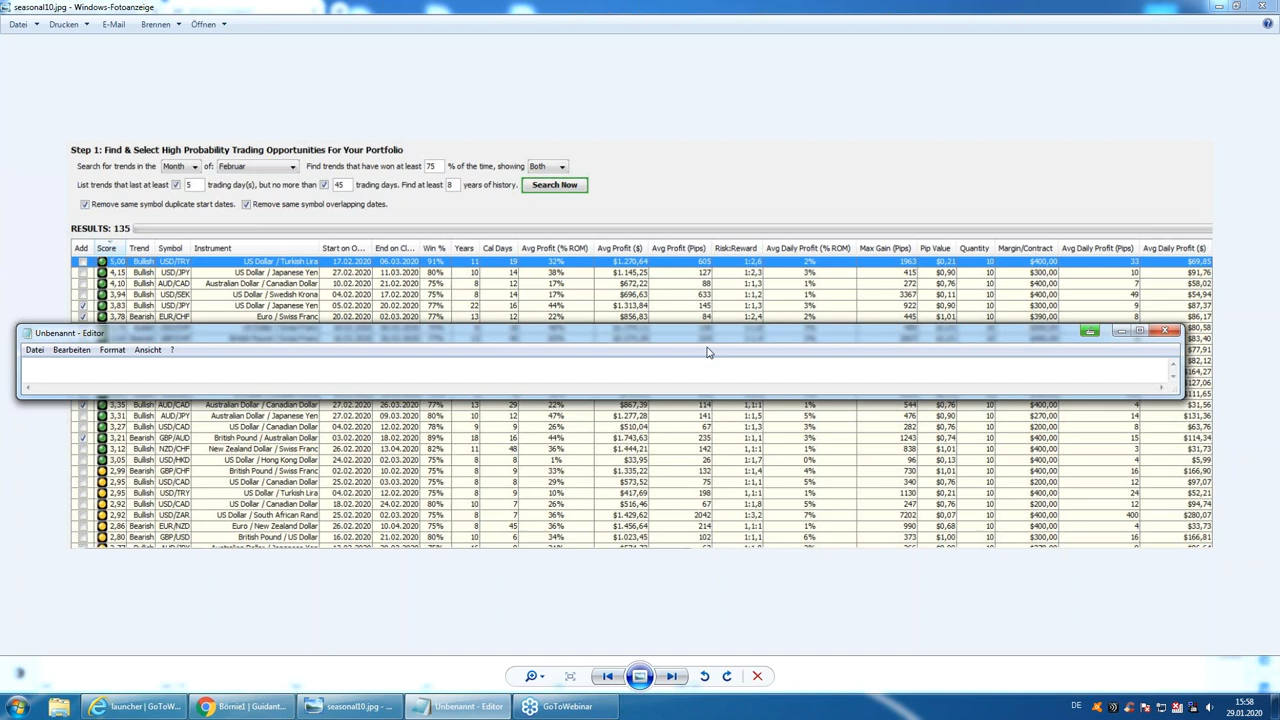 seasonal10.jpg - Windows-Fotoanzeige
Datei Drucken E-Mail Brennen Öffnen
Step 1: Find & Select High Probability Trading Opportunities For Your Portfolio
Search for trends in the Month of: Februar Find trends that have won at least 75 % of the time, showing Both
List trends that last at least 5 trading day(s), but no more than 45 trading days. Find at least 8 years of history. Search Now
Remove same symbol duplicate start dates. Remove same symbol overlapping dates.
RESULTS: 135
Add Score Trend Symbol Instrument Start on O... End on Cl... Win % Years Cal Days Avg Profit (% ROM) Avg Profit ($) Avg Profit (Pips) Risk:Reward Avg Daily Profit (% ROM) Max Gain (Pips) Pip Value Quantity Margin/Contract Avg Daily Profit (Pips) Avg Daily Profit ($)
5,00 Bullish USD/TRY US Dollar / Turkish Lira 17.02.2020 06.03.2020 91% 11 19 32% $1.270,64 605 1:2,6 2% 1963 $0,21 10 $400,00 33 $69,85
4,15 Bullish USD/JPY US Dollar / Japanese Yen 27.02.2020 11.03.2020 80% 10 14 38% $1.145,25 127 1:2,3 3% 415 $0,90 10 $300,00 10 $91,76
4,10 Bullish AUD/CAD Australian Dollar / Canadian Dollar 10.02.2020 21.02.2020 75% 8 12 17% $672,22 88 1:1,3 1% 272 $0,76 10 $400,00 7 $58,02
3,94 Bullish USD/SEK US Dollar / Swedish Krona 04.02.2020 17.02.2020 75% 8 14 17% $696,63 633 1:1,2 1% 3367 $0,11 10 $400,00 49 $54,94
3,83 Bullish USD/JPY US Dollar / Japanese Yen 05.02.2020 20.02.2020 77% 22 16 44% $1.313,84 145 1:1,3 3% 922 $0,90 10 $300,00 9 $87,37
3,78 Bearish EUR/CHF Euro / Swiss Franc 02.02.2020 13.02.2020 77% 13 12 22% $856,83 84 1:1,2 2% 445 $1,01 10 $390,00 8
$80,58
Unbenannt - Editor
$83,40
Datei Bearbeiten Format Ansicht ?
$77,91
$127,06
3,35 Bullish AUD/CAD Australian Dollar / Canadian Dollar 27.02.2020 26.03.2020 77% 13 29 22% $867,39 114 1:1,1 1% 544 $0,76 10 $400,00 4 $31,55
3,31 Bullish AUD/JPY Australian Dollar / Japanese Yen 27.02.2020 09.03.2020 80% 10 12 47% $1.277,28 141 1:1,5 5% 476 $0,90 10 $270,00 14 $131,36
3,27 Bullish USD/CAD US Dollar / Canadian Dollar 04.02.2020 12.02.2020 78% 9 9 26% $510,04 67 1:1,3 3% 282 $0,76 10 $200,00 8 $63,76
3,21 Bearish GBP/AUD British Pound / Australian Dollar 03.02.2020 18.02.2020 89% 18 16 44% $1.743,63 235 1:1,1 3% 1243 $0,74 10 $400,00 15 $114,34
3,12 Bullish NZD/CHF New Zealand Dollar / Swiss Franc 26.02.2020 13.04.2020 82% 11 48 36% $1.444,21 142 1,1:1 1% 838 $1,01 10 $400,00 3 $31,73
3,05 Bullish USD/HKD US Dollar / Hong Kong Dollar 17.02.2020 24.02.2020 75% 8 8 1% $33,95 26 1:1,7 0% 96 $0,13 10 $400,00 4 $5,99
2,99 Bearish GBP/CHF British Pound / Swiss Franc 02.02.2020 10.02.2020 75% 8 9 33% $1.335,22 132 1:1,4 4% 730 $1,01 10 $400,00 16 $166,90
2,95 Bullish USD/CAD US Dollar / Canadian Dollar 25.02.2020 03.03.2020 75% 8 8 29% $573,52 75 1:1,1 5% 340 $0,76 10 $200,00 12 $97,07
2,95 Bullish USD/TRY US Dollar / Turkish Lira 04.02.2020 12.02.2020 75% 8 9 10% $417,69 198 1:1,1 1% 1130 $0,21 10 $400,00 24 $52,21
2,92 Bullish USD/CAD US Dollar / Canadian Dollar 18.02.2020 24.02.2020 80% 10 7 26% $516,46 67 1:1,8 5% 247 $0,76 10 $200,00 11 $94,71
2,92 Bullish USD/ZAR US Dollar / South African Rand 25.02.2020 28.02.2020 75% 8 4 36% $1.429,62 2042 1:3,2 7% 7202 $0,07 10 $400,00 400 $280,07
2,86 Bearish EUR/NZD Euro / New Zealand Dollar 26.02.2020 10.04.2020 75% 8 45 36% $1.456,64 214 1,1:1 1% 990 $0,68 10 $400,00 5 $33,73
2,80 Bearish GBP/USD British Pound / US Dollar 16.02.2020 21.02.2020 80% 10 6 34% $1.023,45 102 1:1,1 6% 373 $1,00 10 $300,00 16 $166,81
launcher | GoToW... Börnie1 | Guidant... seasonal10.jpg - ... Unbenannt - Editor GoToWebinar DE 15:58
29.01.2020